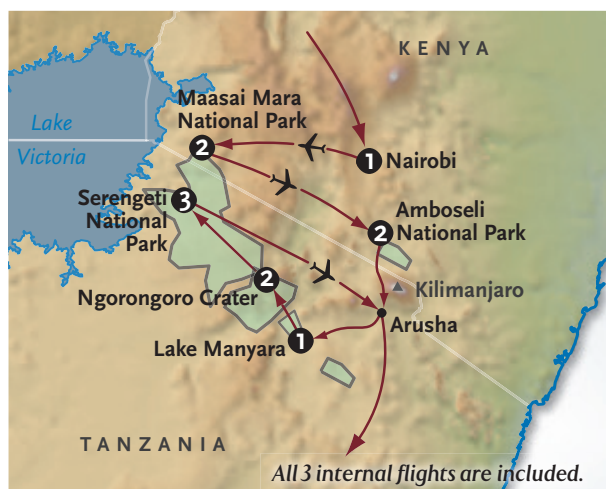 KENYA
Maasai Mara
National Park
2
Lake
Victoria
1
Nairobi
Serengeti
National
Park
3
2
Amboseli
National Park
2
Ngorongoro Crater
Kilimanjaro
Arusha
Lake Manyara
1
TANZANIA
All 3 internal flights are included.